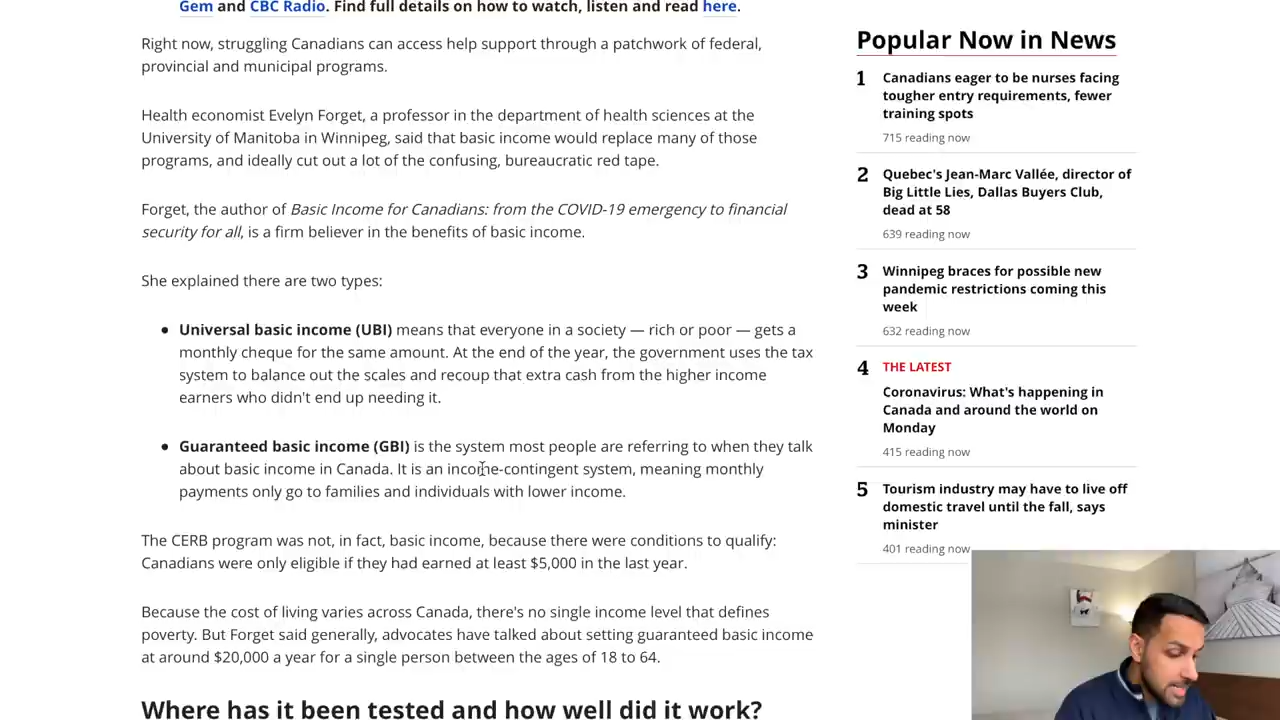 Gem and CBC Radio. Find full details on how to watch, listen and read here.
Right now, struggling Canadians can access help support through a patchwork of federal,
provincial and municipal programs.
Health economist Evelyn Forget, a professor in the department of health sciences at the
University of Manitoba in Winnipeg, said that basic income would replace many of those
programs, and ideally cut out a lot of the confusing, bureaucratic red tape.
Forget, the author of Basic Income for Canadians: from the COVID-19 emergency to financial
security for all, is a firm believer in the benefits of basic income.
She explained there are two types:
• Universal basic income (UBI) means that everyone in a society — rich or poor — gets a
monthly cheque for the same amount. At the end of the year, the government uses the tax
system to balance out the scales and recoup that extra cash from the higher income
earners who didn't end up needing it.
• Guaranteed basic income (GBI) is the system most people are referring to when they talk
about basic income in Canada. It is an income-contingent system, meaning monthly
payments only go to families and individuals with lower income.
The CERB program was not, in fact, basic income, because there were conditions to qualify:
Canadians were only eligible if they had earned at least $5,000 in the last year.
Because the cost of living varies across Canada, there's no single income level that defines
poverty. But Forget said generally, advocates have talked about setting guaranteed basic income
at around $20,000 a year for a single person between the ages of 18 to 64.
Where has it been tested and how well did it work?
Popular Now in News
1 Canadians eager to be nurses facing
tougher entry requirements, fewer
training spots
715 reading now
2 Quebec's Jean-Marc Vallée, director of
Big Little Lies, Dallas Buyers Club,
dead at 58
639 reading now
3 Winnipeg braces for possible new
pandemic restrictions coming this
week
632 reading now
4 THE LATEST
Coronavirus: What's happening in
Canada and around the world on
Monday
415 reading now
5 Tourism industry may have to live off
domestic travel until the fall, says
minister
401 reading now